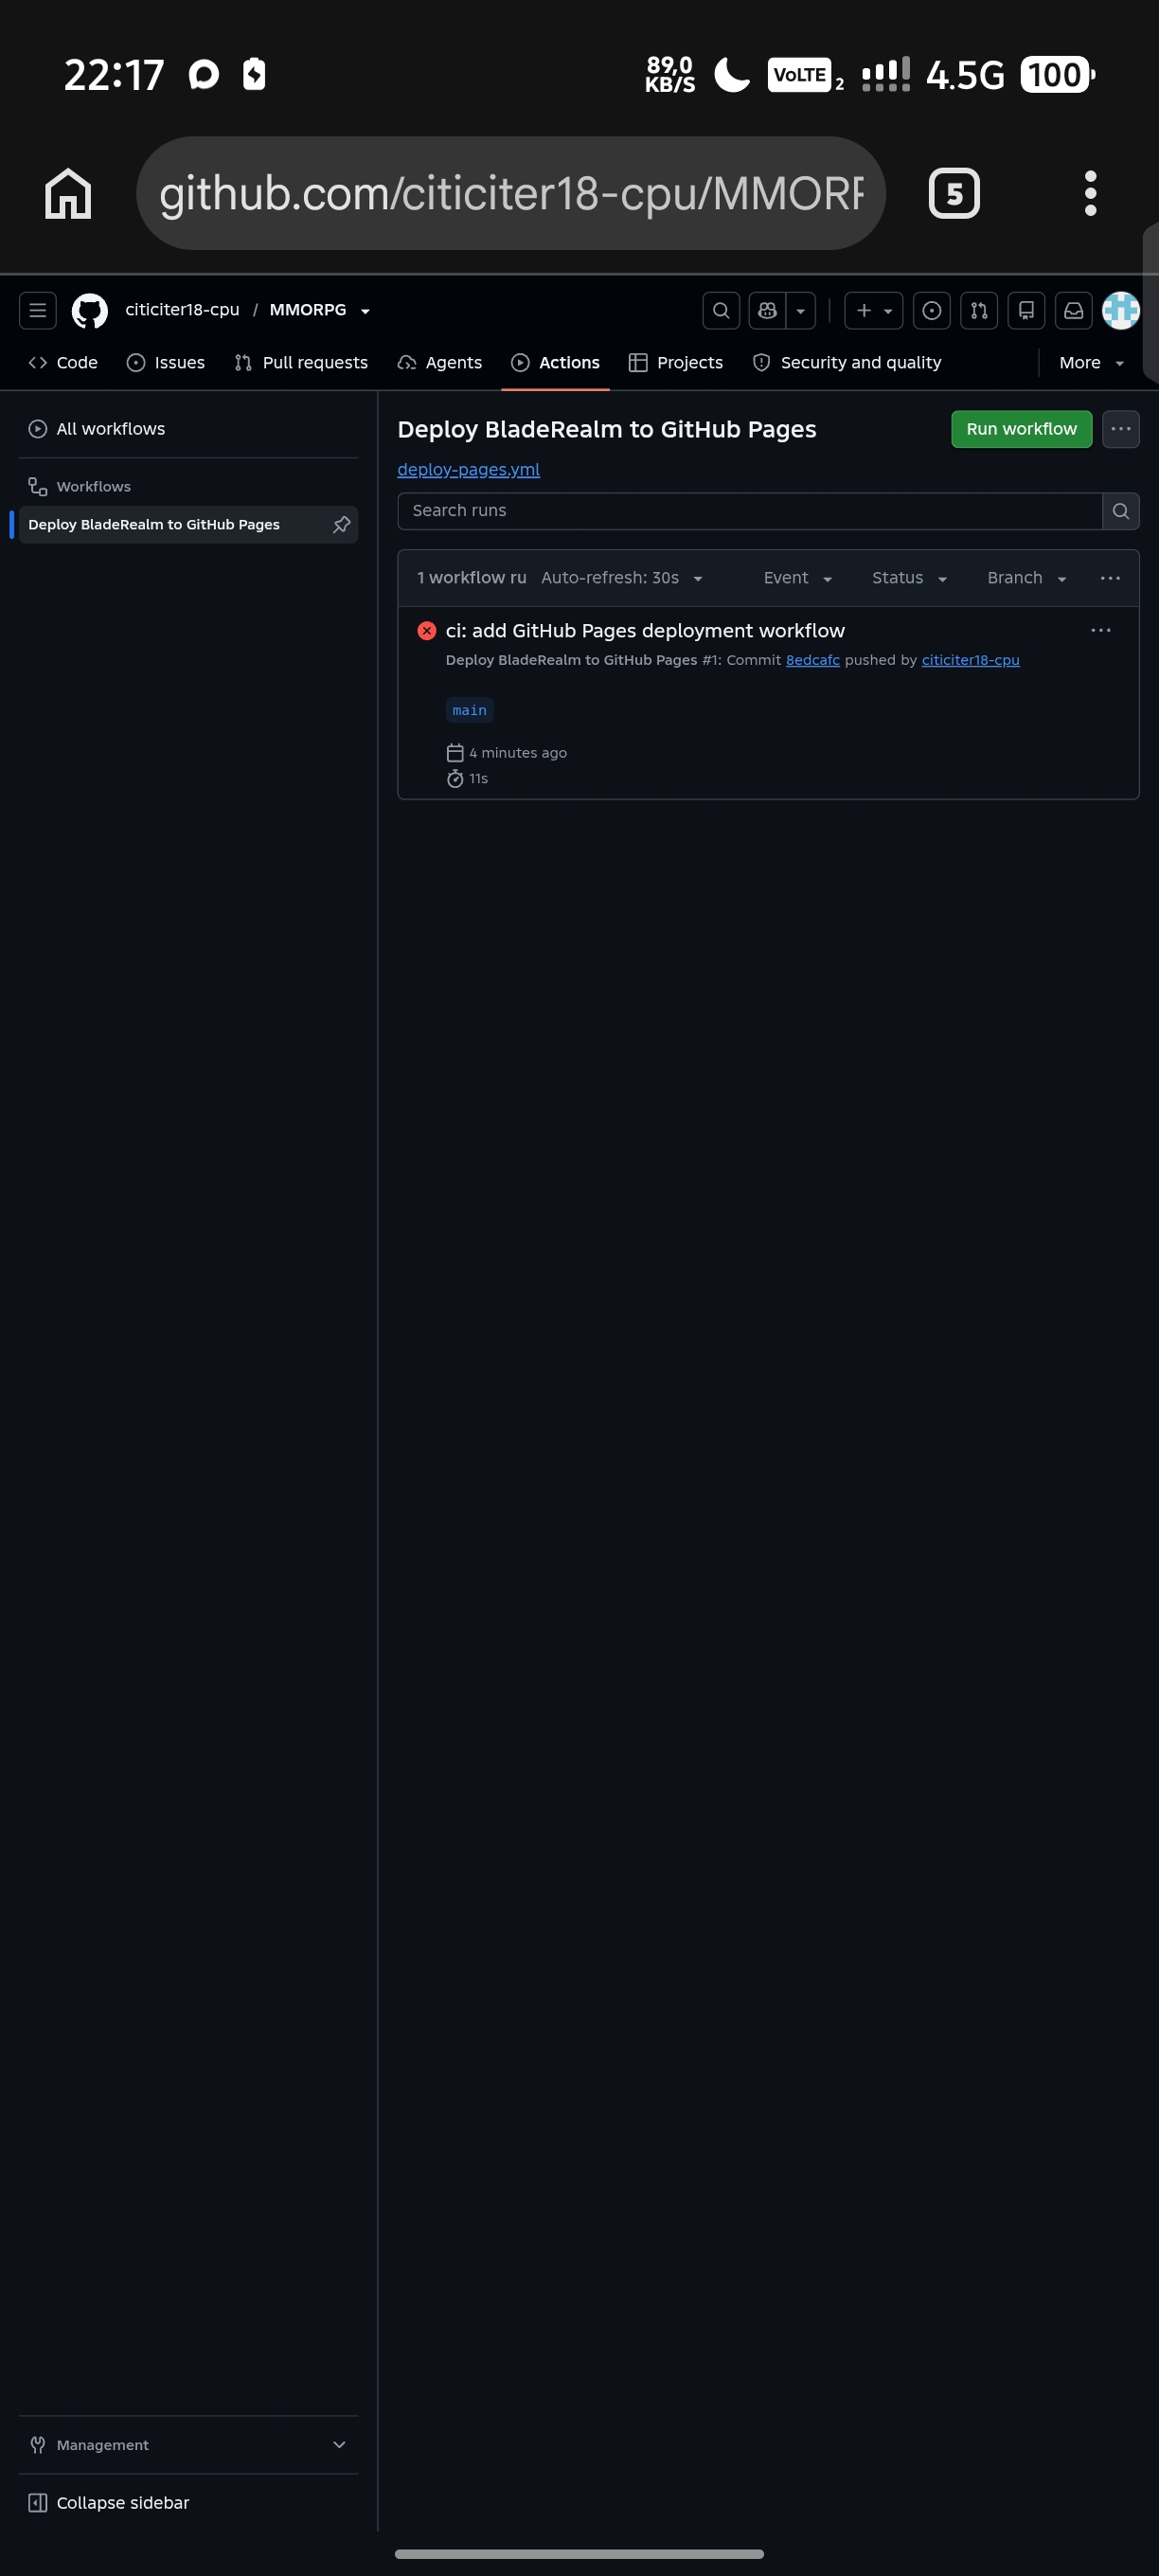 22:17
89,0 KB/S
VoLTE 2
4.5G
100
github.com/citiciter18-cpu/MMORP
5
citiciter18-cpu / MMORPG
Code
Issues
Pull requests
Agents
Actions
Projects
Security and quality
More
All workflows
Workflows
Deploy BladeRealm to GitHub Pages
Management
Collapse sidebar
Deploy BladeRealm to GitHub Pages
Run workflow
deploy-pages.yml
Search runs
1 workflow ru
Auto-refresh: 30s
Event
Status
Branch
ci: add GitHub Pages deployment workflow
Deploy BladeRealm to GitHub Pages #1: Commit 8edcafc pushed by citiciter18-cpu
main
4 minutes ago
11s